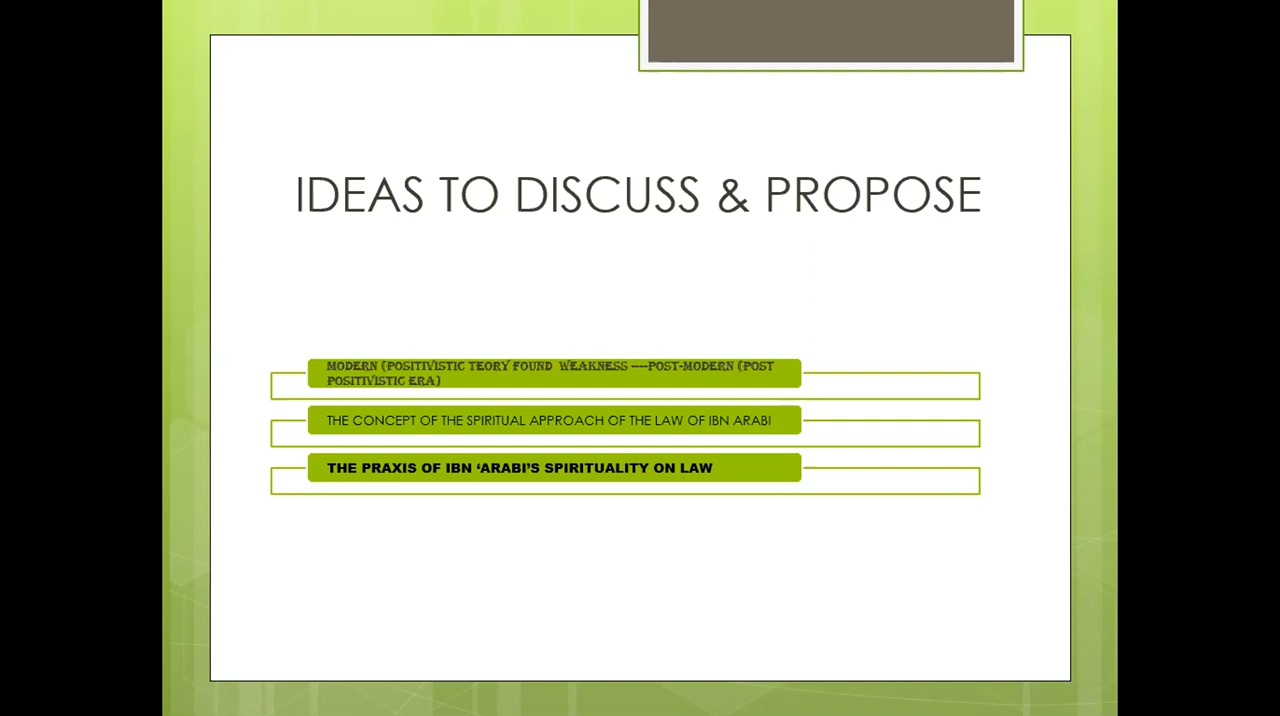 IDEAS TO DISCUSS & PROPOSE
MODERN (POSITIVISTIC TEORY FOUND WEAKNESS ----POST-MODERN (POST
POSITIVISTIC ERA)
THE CONCEPT OF THE SPIRITUAL APPROACH OF THE LAW OF IBN ARABI
THE PRAXIS OF IBN ‘ARABI’S SPIRITUALITY ON LAW